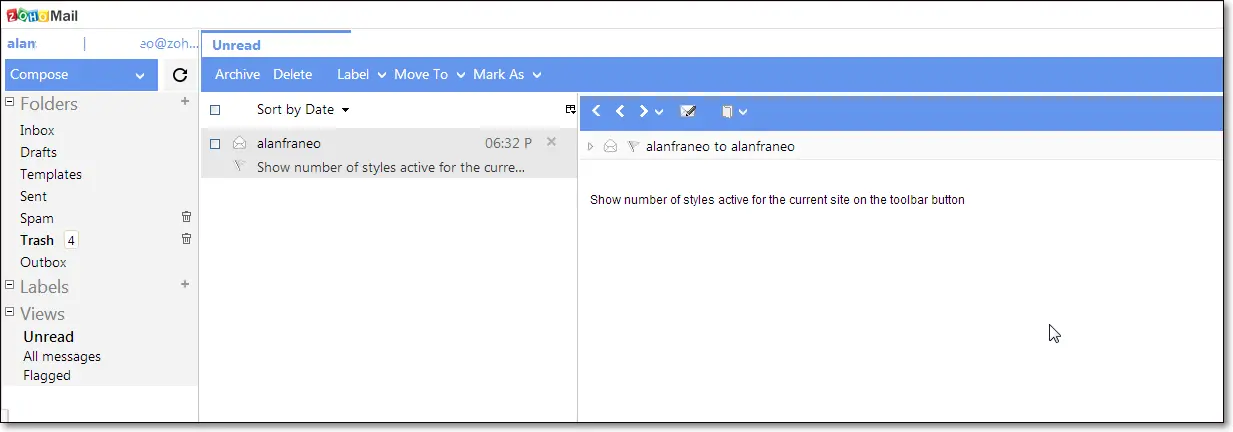 ZOHO Mail
alan | ao@zoh...
Compose
Folders +
Inbox
Drafts
Templates
Sent
Spam
Trash 4
Outbox
Labels +
Views
Unread
All messages
Flagged
Unread
Archive Delete Label Move To Mark As
Sort by Date
alanfraneo 06:32 P
Show number of styles active for the curre...
alanfraneo to alanfraneo
Show number of styles active for the current site on the toolbar button